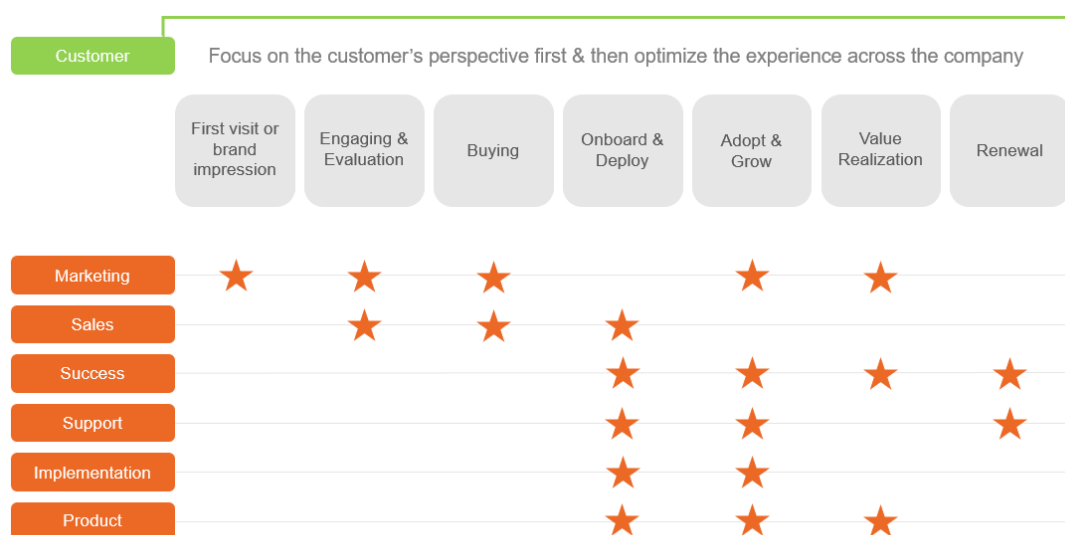 Customer
Focus on the customer's perspective first & then optimize the experience across the company
First visit or
brand
impression
Engaging &
Evaluation
Buying
Onboard &
Deploy
Adopt &
Grow
Value
Realization
Renewal
Marketing
Sales
Success
Support
Implementation
Product